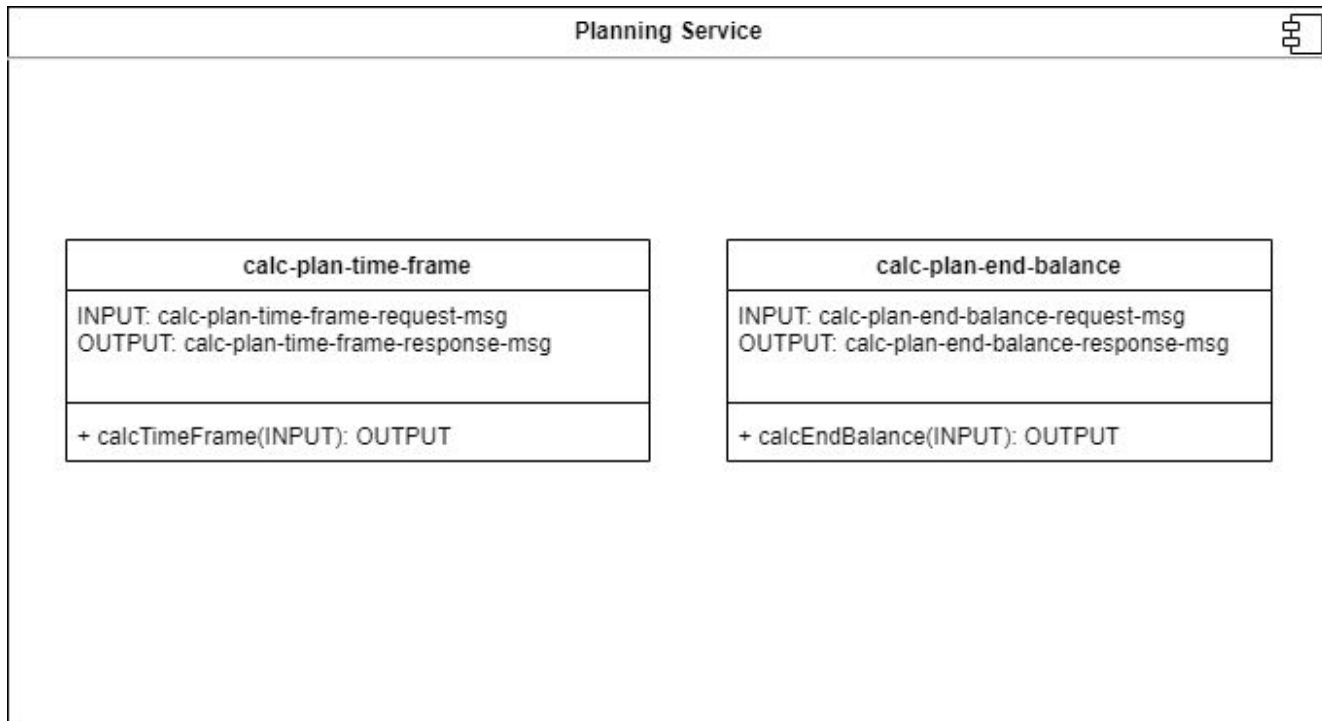 Planning Service
calc-plan-time-frame
INPUT: calc-plan-time-frame-request-msg
OUTPUT: calc-plan-time-frame-response-msg
+ calcTimeFrame(INPUT): OUTPUT
calc-plan-end-balance
INPUT: calc-plan-end-balance-request-msg
OUTPUT: calc-plan-end-balance-response-msg
+ calcEndBalance(INPUT): OUTPUT